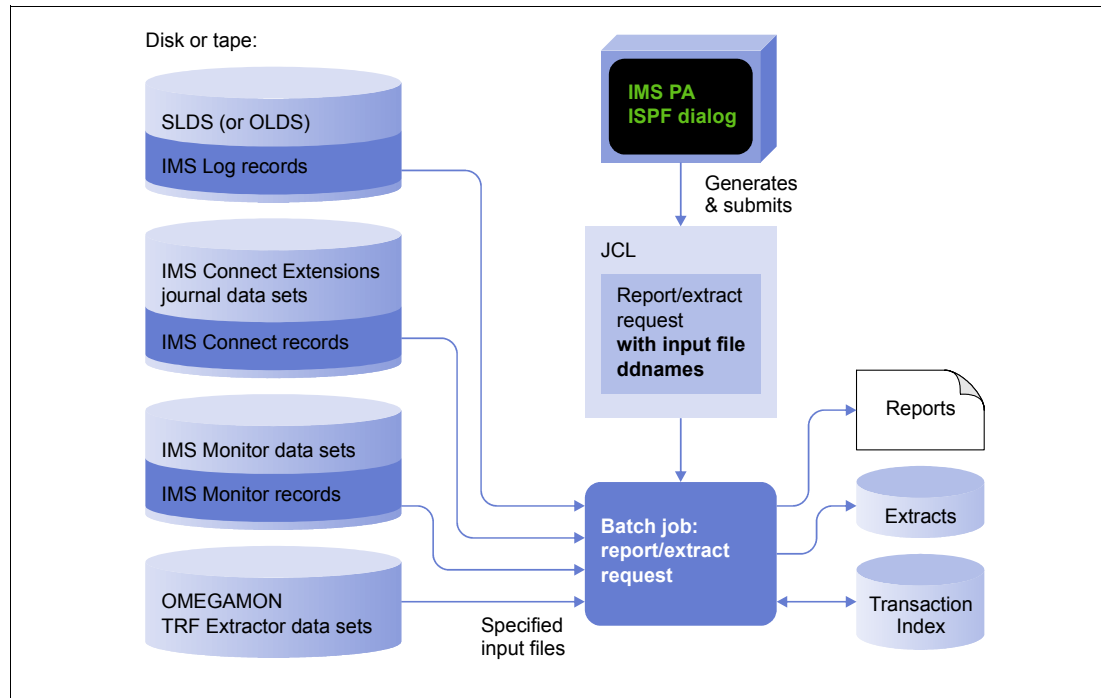 Disk or tape:
SLDS (or OLDS)
IMS Log records
IMS Connect Extensions
journal data sets
IMS Connect records
IMS Monitor data sets
IMS Monitor records
OMEGAMON
TRF Extractor data sets
Specified
input files
IMS PA
ISPF dialog
Generates
& submits
JCL
Report/extract
request
with input file
ddnames
Batch job:
report/extract
request
Reports
Extracts
Transaction
Index